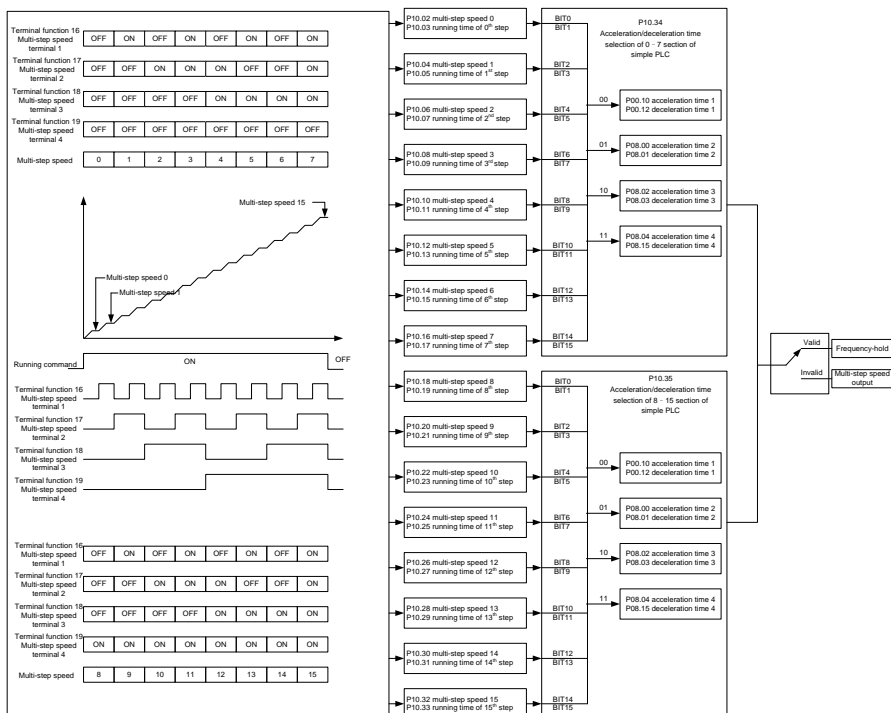 Terminal function 16
Multi-step speed
terminal 1
OFF ON OFF ON OFF ON OFF ON
Terminal function 17
Multi-step speed
terminal 2
OFF OFF ON ON OFF OFF ON ON
Terminal function 18
Multi-step speed
terminal 3
OFF OFF OFF OFF ON ON ON ON
Terminal function 19
Multi-step speed
terminal 4
OFF OFF OFF OFF OFF OFF OFF OFF
Multi-step speed
0 1 2 3 4 5 6 7
Multi-step speed 15
Multi-step speed 0
Multi-step speed 1
Running command
ON
OFF
Terminal function 16
Multi-step speed
terminal 1
Terminal function 17
Multi-step speed
terminal 2
Terminal function 18
Multi-step speed
terminal 3
Terminal function 19
Multi-step speed
terminal 4
Terminal function 16
Multi-step speed
terminal 1
OFF ON OFF ON OFF ON OFF ON
Terminal function 17
Multi-step speed
terminal 2
OFF OFF ON ON OFF OFF ON ON
Terminal function 18
Multi-step speed
terminal 3
OFF OFF OFF OFF ON ON ON ON
Terminal function 19
Multi-step speed
terminal 4
ON ON ON ON ON ON ON ON
Multi-step speed
8 9 10 11 12 13 14 15
P10.02 multi-step speed 0
P10.03 running time of 0th step
P10.04 multi-step speed 1
P10.05 running time of 1st step
P10.06 multi-step speed 2
P10.07 running time of 2nd step
P10.08 multi-step speed 3
P10.09 running time of 3rd step
P10.10 multi-step speed 4
P10.11 running time of 4th step
P10.12 multi-step speed 5
P10.13 running time of 5th step
P10.14 multi-step speed 6
P10.15 running time of 6th step
P10.16 multi-step speed 7
P10.17 running time of 7th step
P10.18 multi-step speed 8
P10.19 running time of 8th step
P10.20 multi-step speed 9
P10.21 running time of 9th step
P10.22 multi-step speed 10
P10.23 running time of 10th step
P10.24 multi-step speed 11
P10.25 running time of 11th step
P10.26 multi-step speed 12
P10.27 running time of 12th step
P10.28 multi-step speed 13
P10.29 running time of 13th step
P10.30 multi-step speed 14
P10.31 running time of 14th step
P10.32 multi-step speed 15
P10.33 running time of 15th step
BIT0
BIT1
BIT2
BIT3
BIT4
BIT5
BIT6
BIT7
BIT8
BIT9
BIT10
BIT11
BIT12
BIT13
BIT14
BIT15
P10.34
Acceleration/deceleration time
selection of 0 - 7 section of
simple PLC
00
P00.10 acceleration time 1
P00.12 deceleration time 1
01
P08.00 acceleration time 2
P08.01 deceleration time 2
10
P08.02 acceleration time 3
P08.03 deceleration time 3
11
P08.04 acceleration time 4
P08.15 deceleration time 4
BIT0
BIT1
BIT2
BIT3
BIT4
BIT5
BIT6
BIT7
BIT8
BIT9
BIT10
BIT11
BIT12
BIT13
BIT14
BIT15
P10.35
Acceleration/deceleration time
selection of 8 - 15 section of
simple PLC
00
P00.10 acceleration time 1
P00.12 deceleration time 1
01
P08.00 acceleration time 2
P08.01 deceleration time 2
10
P08.02 acceleration time 3
P08.03 deceleration time 3
11
P08.04 acceleration time 4
P08.15 deceleration time 4
Valid
Frequency-hold
Invalid
Multi-step speed
output